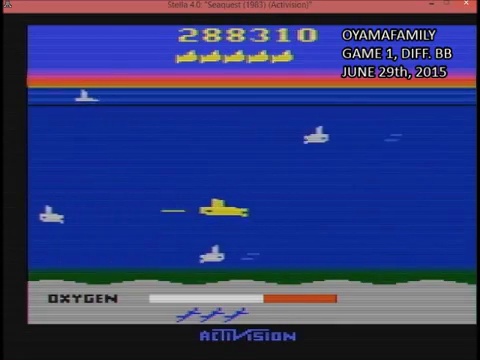 Stella 4.0: "Seaquest (1983) (Activision)"
288310
OYAMAFAMILY
GAME 1, DIFF. BB
JUNE 29th, 2015
OXYGEN
ACTIVISION